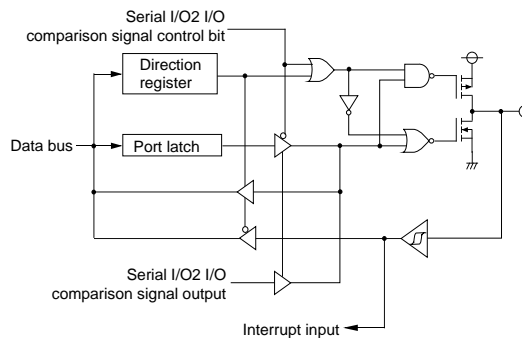 Serial I/O2 I/O
comparison signal control bit
Direction
register
Data bus
Port latch
Serial I/O2 I/O
comparison signal output
Interrupt input